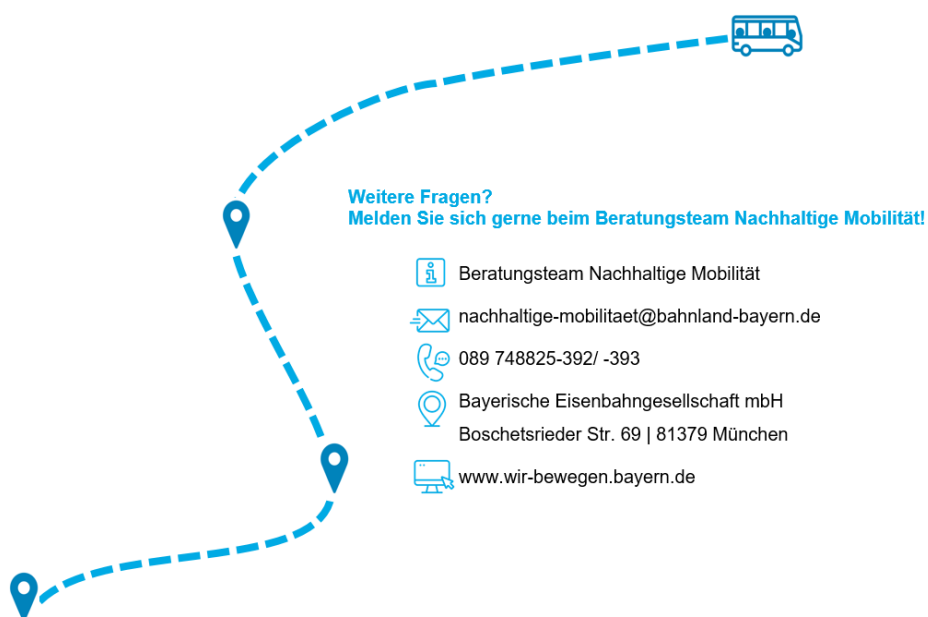 Weitere Fragen?
Melden Sie sich gerne beim Beratungsteam Nachhaltige Mobilität!
Beratungsteam Nachhaltige Mobilität
nachhaltige-mobilitaet@bahnland-bayern.de
089 748825-392/ -393
Bayerische Eisenbahngesellschaft mbH
Boschetsrieder Str. 69 | 81379 München
www.wir-bewegen.bayern.de